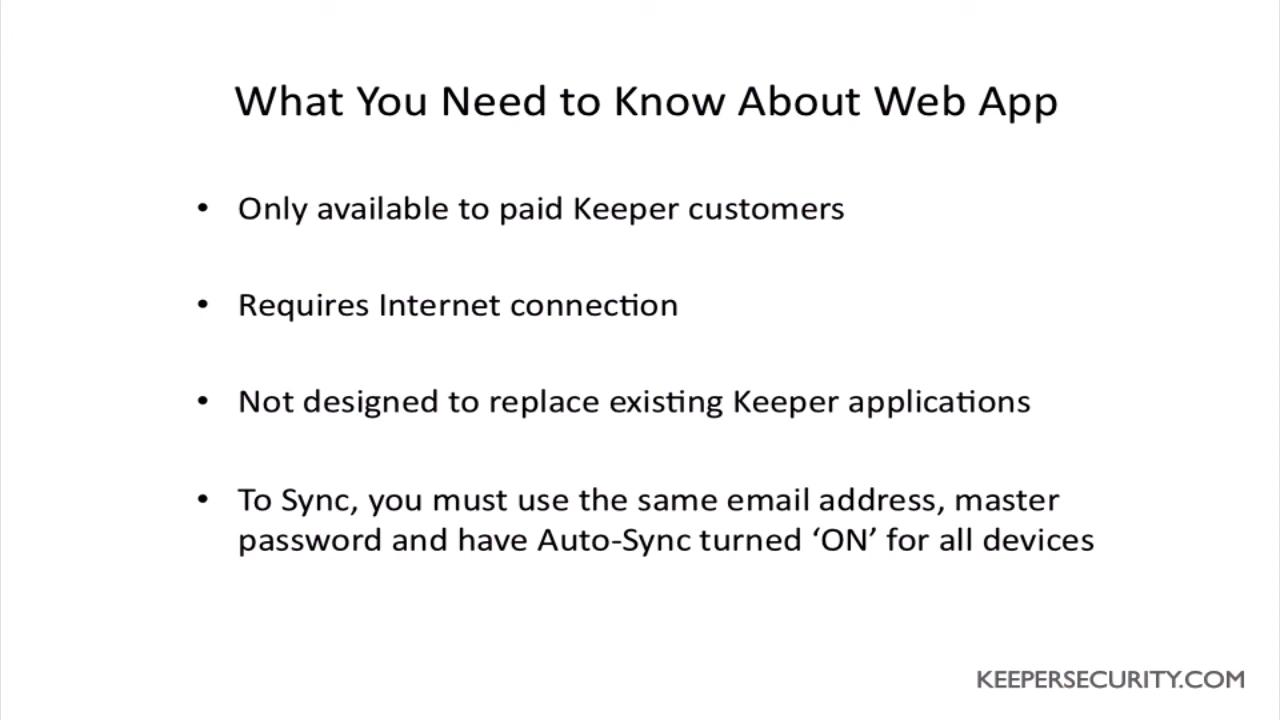 What You Need to Know About Web App
• Only available to paid Keeper customers
• Requires Internet connection
• Not designed to replace existing Keeper applications
• To Sync, you must use the same email address, master
password and have Auto-Sync turned ‘ON’ for all devices
KEEPERSECURITY.COM